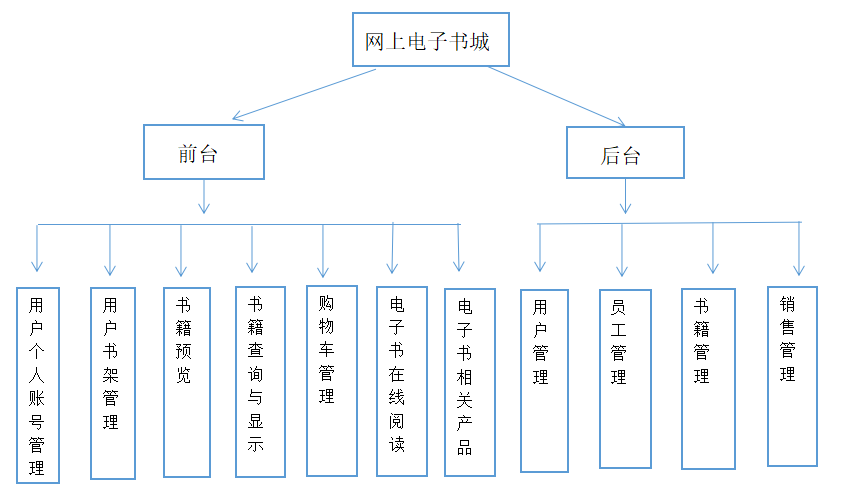 网上电子书城
前台
后台
用户个人账号管理
用户书架管理
书籍预览
书籍查询与显示
购物车管理
电子书在线阅读
电子书相关产品
用户管理
员工管理
书籍管理
销售管理